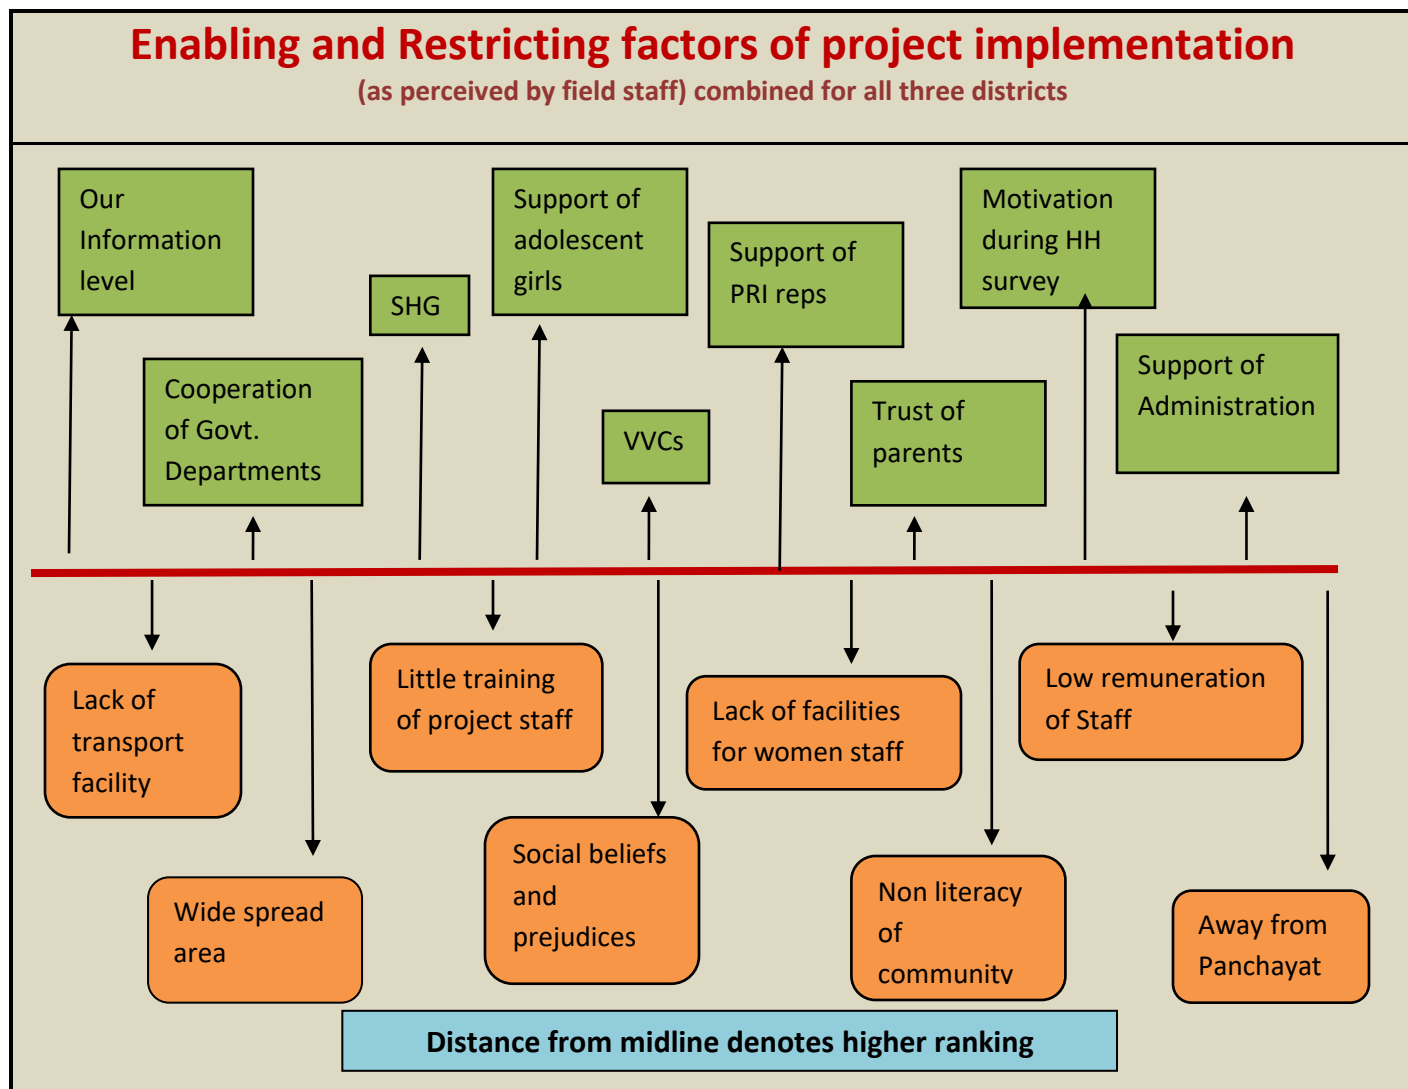 Enabling and Restricting factors of project implementation
(as perceived by field staff) combined for all three districts
Our
Information
level
Cooperation
of Govt.
Departments
SHG
Support of
adolescent
girls
VVCs
Support of
PRI reps
Trust of
parents
Motivation
during HH
survey
Support of
Administration
Lack of
transport
facility
Wide spread
area
Little training
of project staff
Social beliefs
and
prejudices
Lack of facilities
for women staff
Non literacy
of
community
Low remuneration
of Staff
Away from
Panchayat
Distance from midline denotes higher ranking